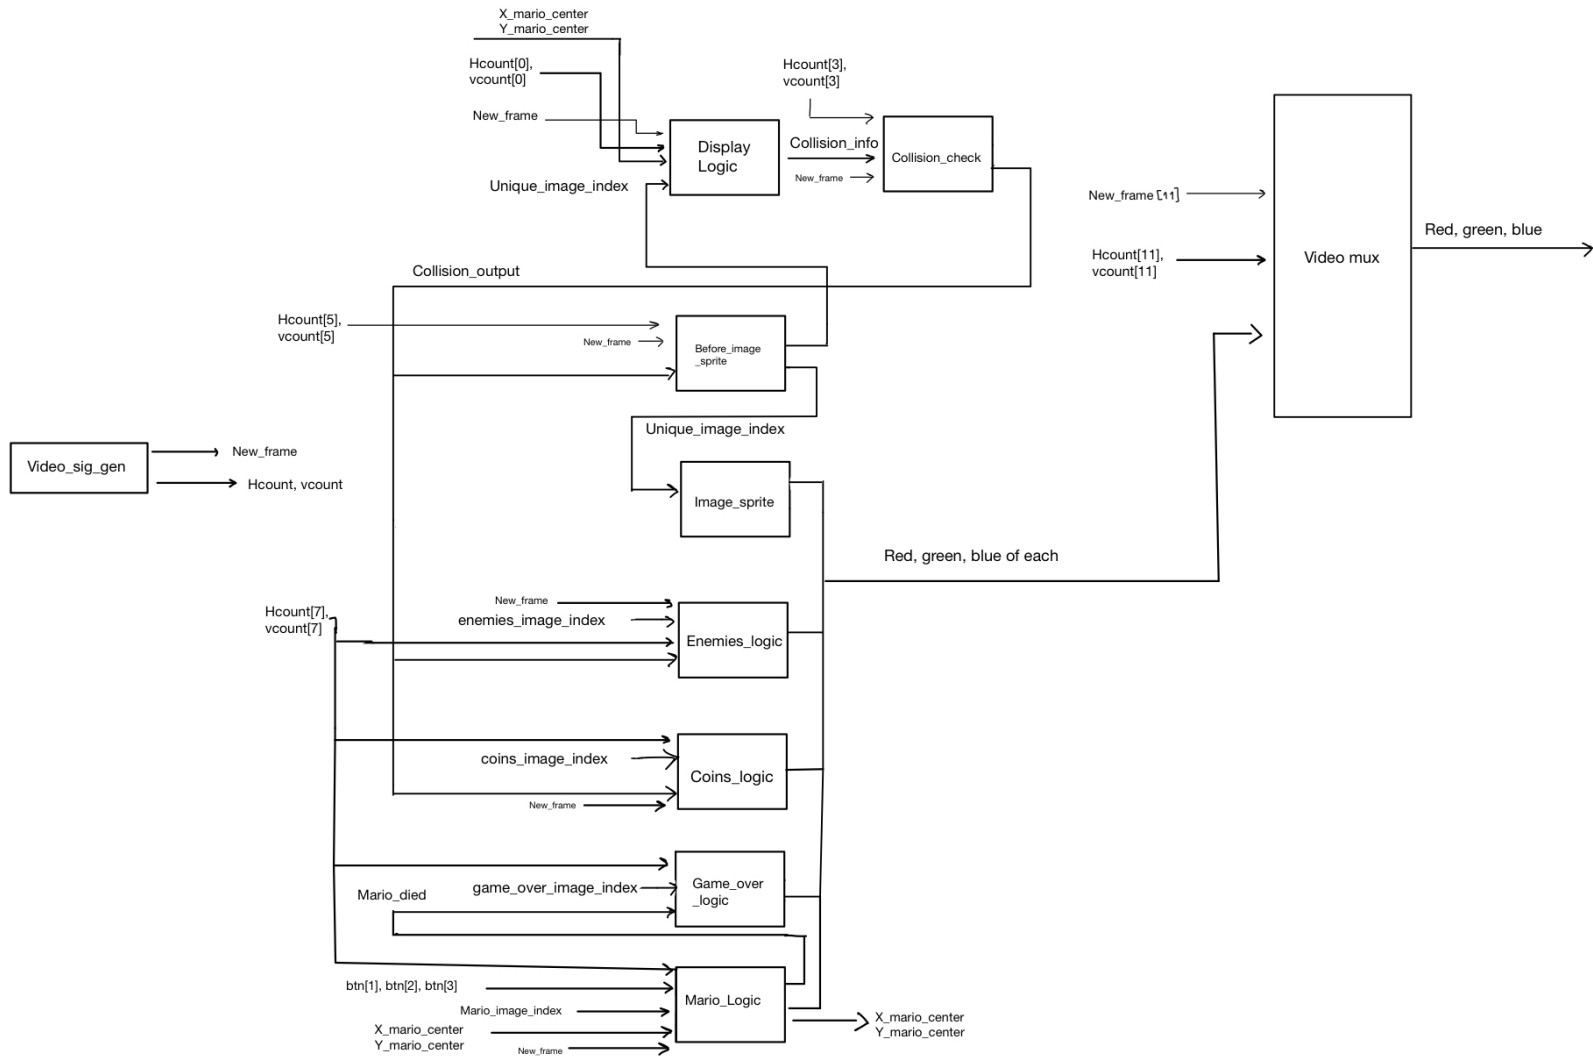 X_mario_center
Y_mario_center
Hcount[0],
vcount[0]
New_frame
Unique_image_index
Display
Logic
Hcount[3],
vcount[3]
Collision_info
New_frame
Collision_check
New_frame [11]
Hcount[11],
vcount[11]
Video mux
Red, green, blue
Collision_output
Hcount[5],
vcount[5]
New_frame
Before_image
_sprite
Unique_image_index
Video_sig_gen
New_frame
Hcount, vcount
Image_sprite
Red, green, blue of each
Hcount[7],
vcount[7]
New_frame
enemies_image_index
Enemies_logic
coins_image_index
Coins_logic
New_frame
Mario_died
game_over_image_index
Game_over
_logic
btn[1], btn[2], btn[3]
Mario_image_index
X_mario_center
Y_mario_center
New_frame
Mario_Logic
X_mario_center
Y_mario_center